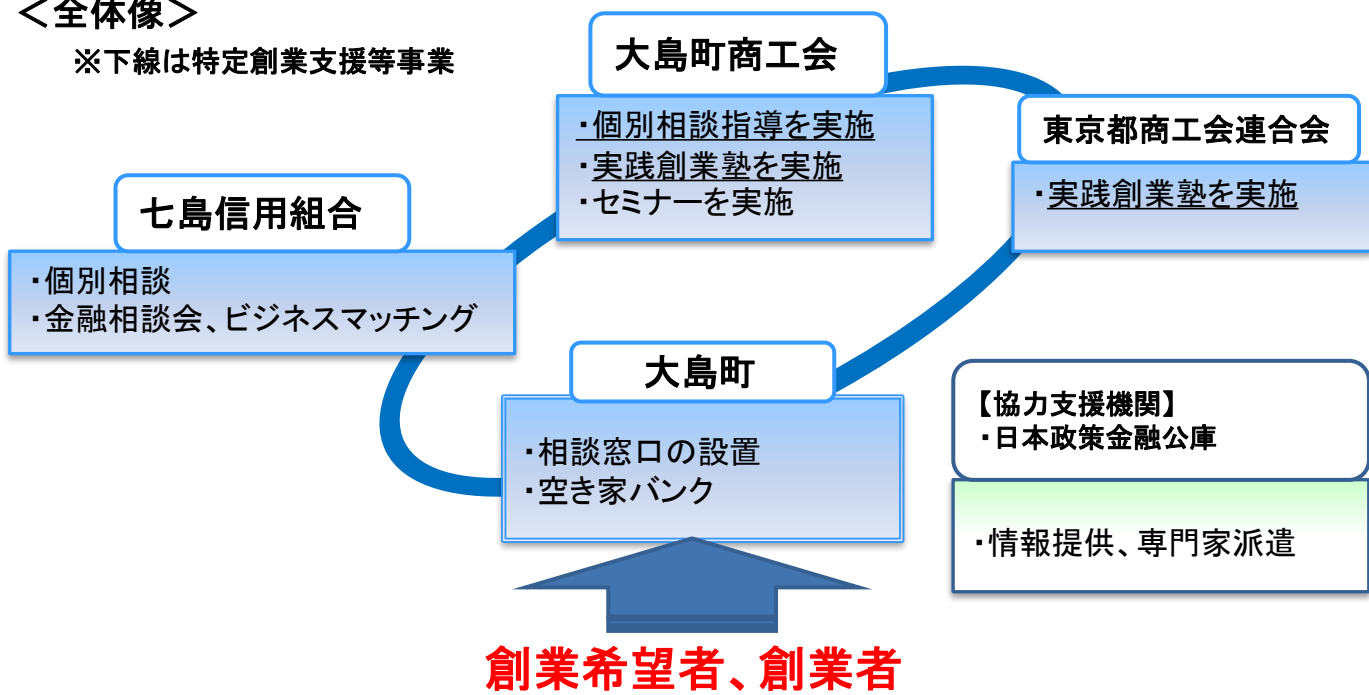 <全体像>
※下線は特定創業支援等事業
大島町商工会
・個別相談指導を実施
・実践創業塾を実施
・セミナーを実施
東京都商工会連合会
・実践創業塾を実施
七島信用組合
・個別相談
・金融相談会、ビジネスマッチング
大島町
・相談窓口の設置
・空き家バンク
【協力支援機関】
・日本政策金融公庫
・情報提供、専門家派遣
創業希望者、創業者